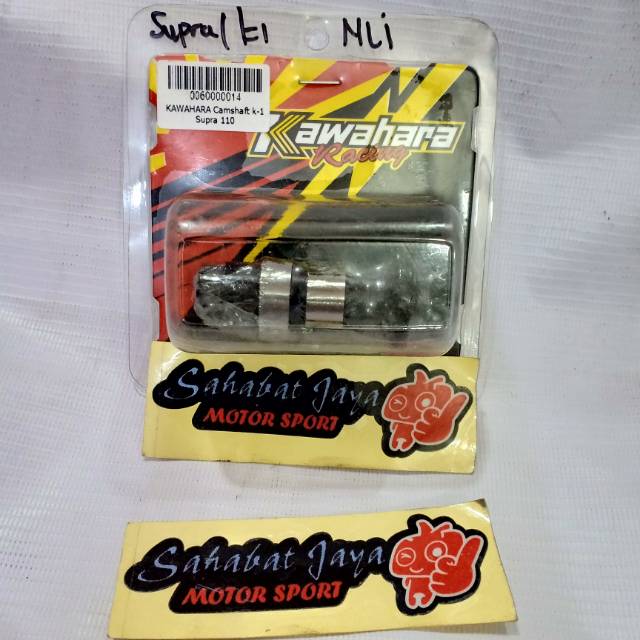 Supra / k1 MLi
0060000014
KAWAHARA Camshaft k-1
Supra 110
Kawahara
Racing
Sahabat Jaya
MOTOR SPORT
Sahabat Jaya
MOTOR SPORT